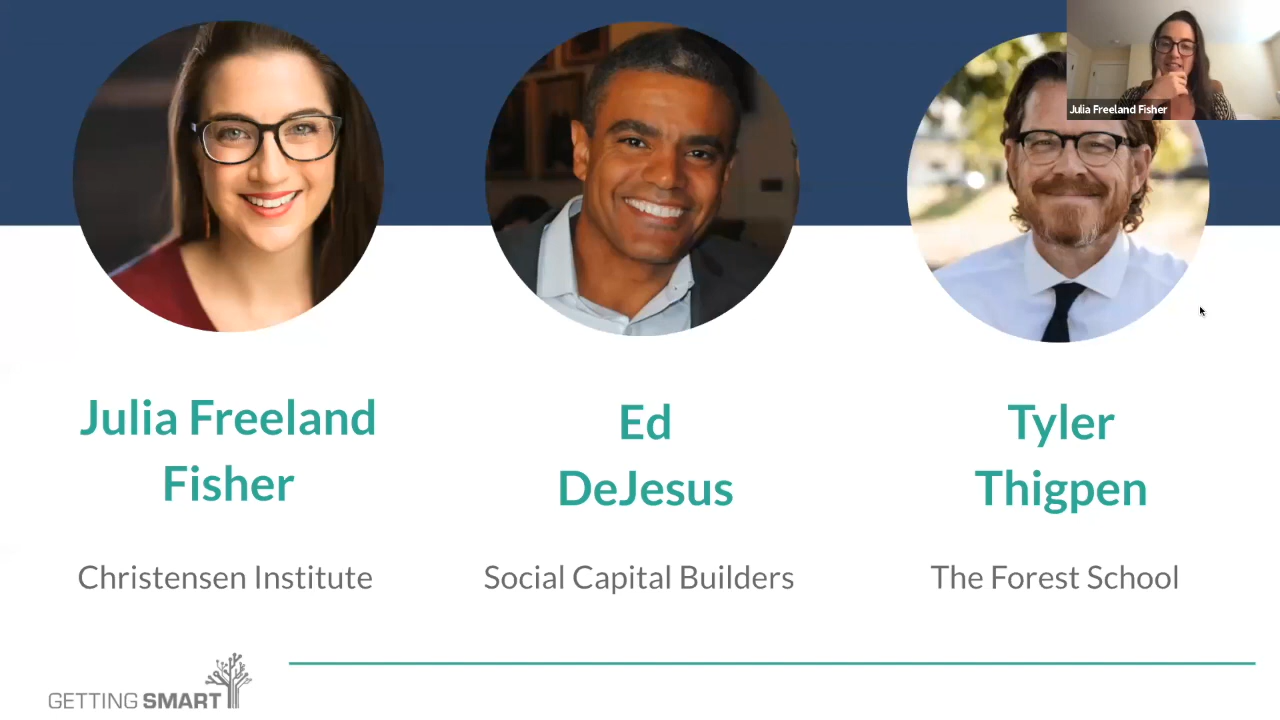 Julia Freeland Fisher
Julia Freeland
Fisher
Christensen Institute
Ed
DeJesus
Social Capital Builders
Tyler
Thigpen
The Forest School
GETTING SMART